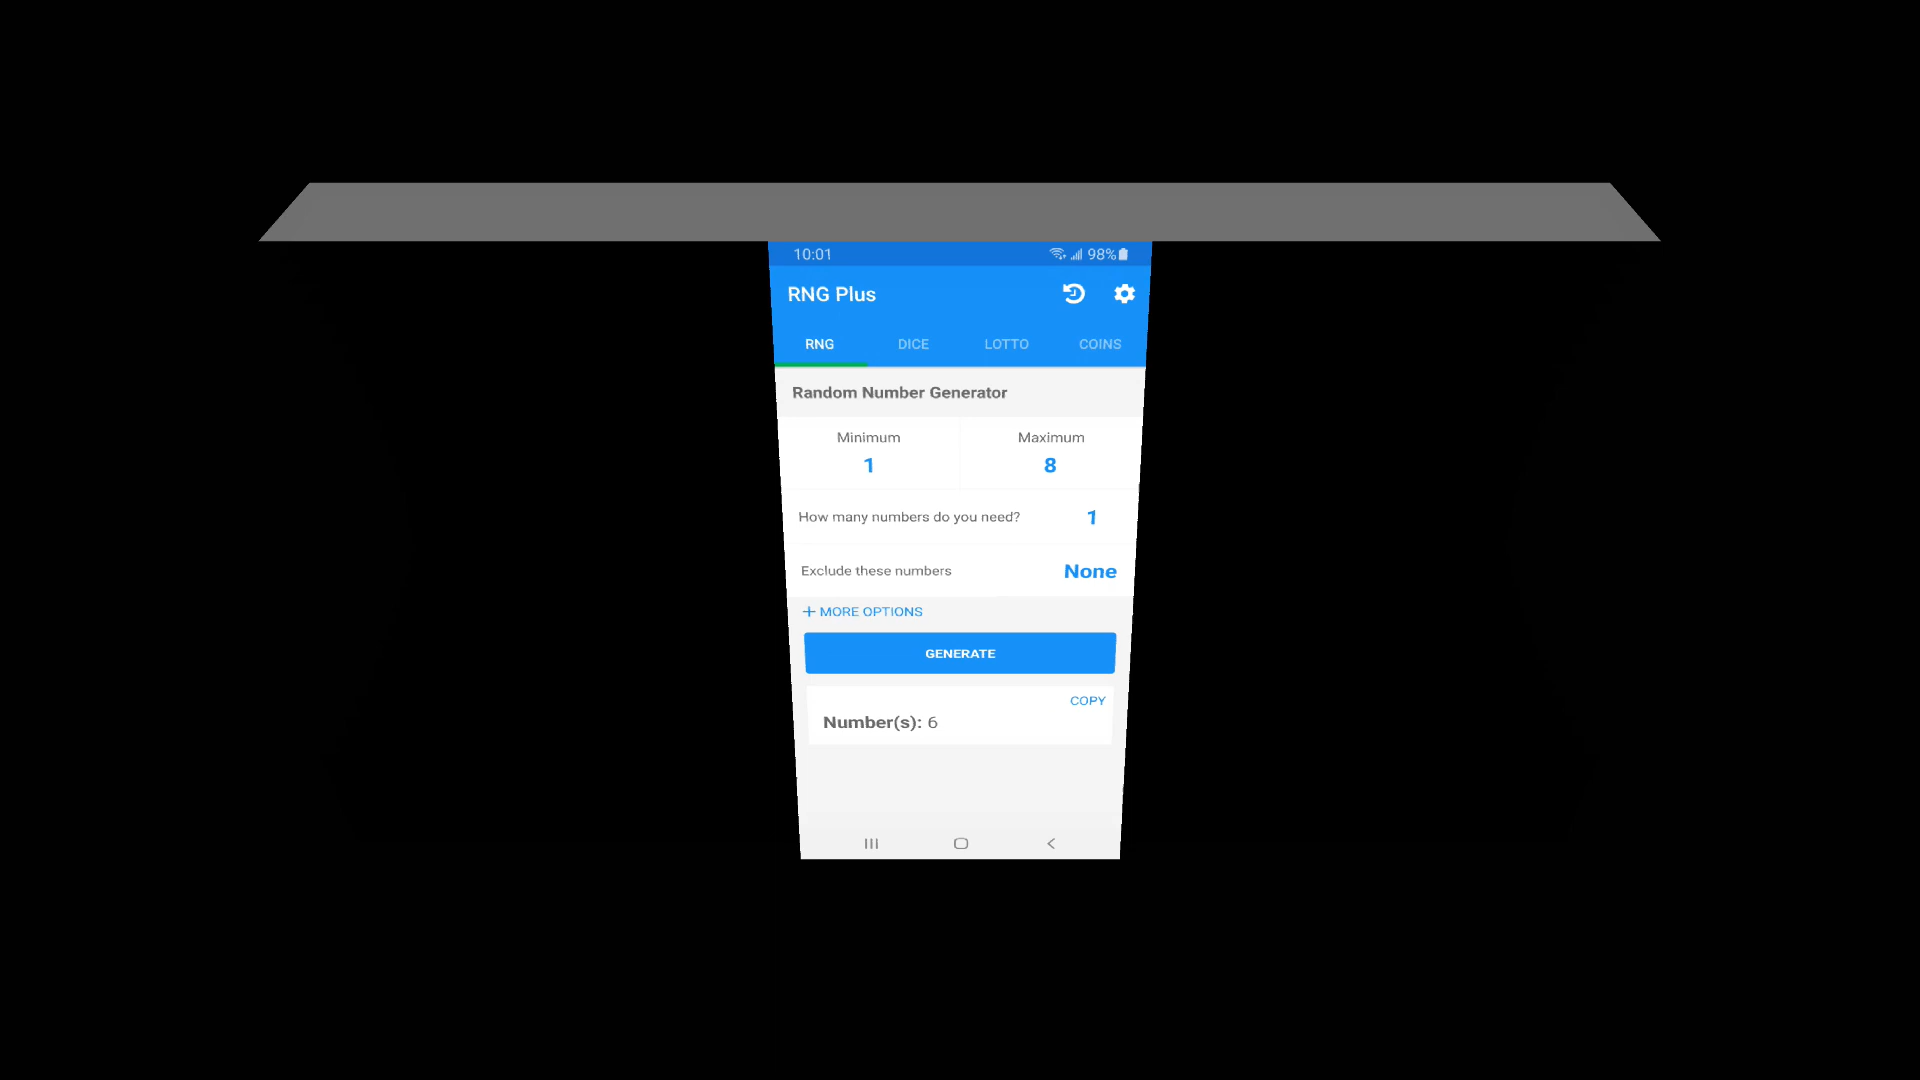 10:01 98%
RNG Plus
RNG DICE LOTTO COINS
Random Number Generator
Minimum Maximum
1 8
How many numbers do you need? 1
Exclude these numbers None
+ MORE OPTIONS
GENERATE
COPY
Number(s): 6